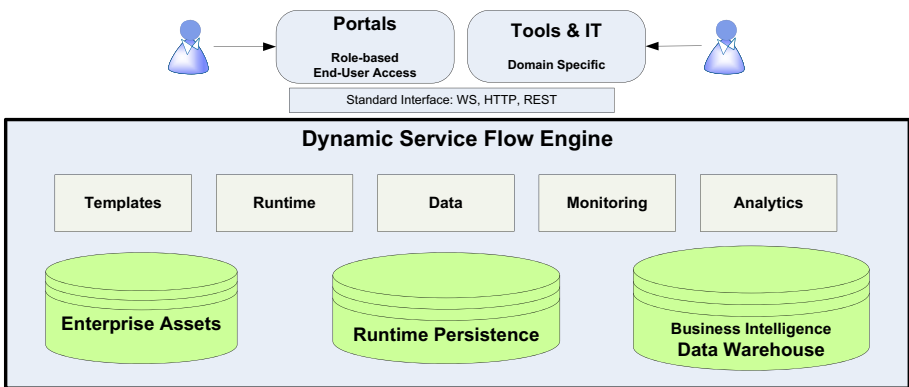 Portals
Role-based
End-User Access
Tools & IT
Domain Specific
Standard Interface: WS, HTTP, REST
Dynamic Service Flow Engine
Templates
Runtime
Data
Monitoring
Analytics
Enterprise Assets
Runtime Persistence
Business Intelligence
Data Warehouse